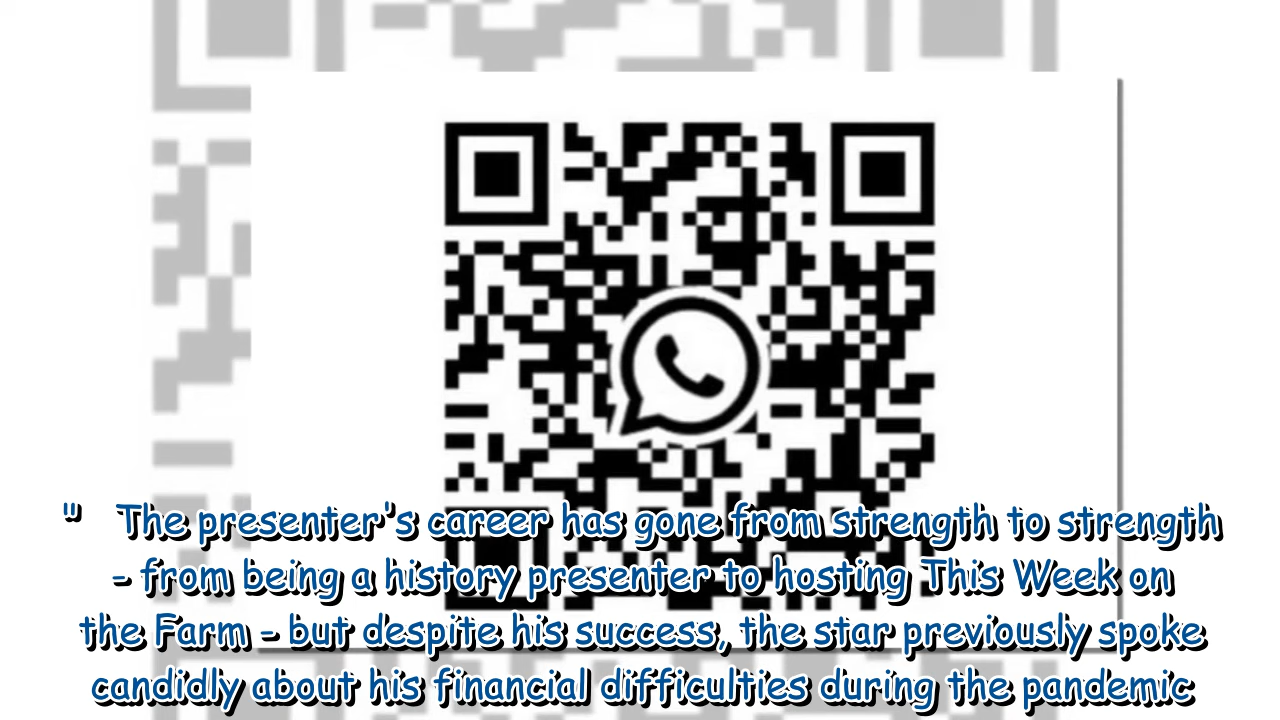 " The presenter's career has gone from strength to strength
- from being a history presenter to hosting This Week on
the Farm - but despite his success, the star previously spoke
candidly about his financial difficulties during the pandemic